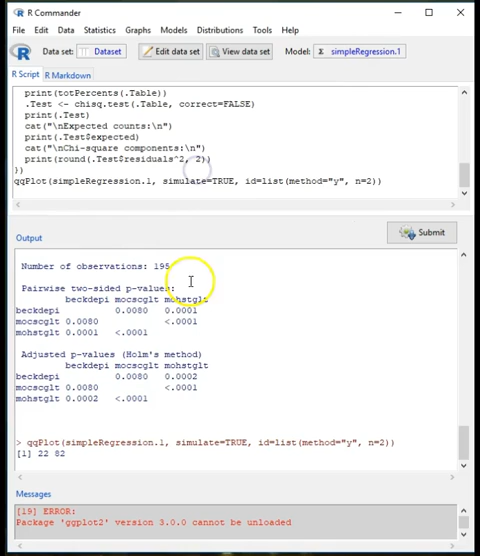 R Commander
File Edit Data Statistics Graphs Models Distributions Tools Help
Data set: Dataset Edit data set View data set Model: Σ simpleRegression.1
R Script R Markdown
print(totPercents(.Table))
.Test <- chisq.test(.Table, correct=FALSE)
print(.Test)
cat("\nExpected counts:\n")
print(.Test$expected)
cat("\nChi-square components:\n")
print(round(.Test$residuals^2, 2))
})
qqPlot(simpleRegression.1, simulate=TRUE, id=list(method="y", n=2))
Submit
Output
Number of observations: 195
Pairwise two-sided p-values:
beckdepi mocscglt mohstglt
beckdepi 0.0080 0.0001
mocscglt 0.0080 <.0001
mohstglt 0.0001 <.0001
Adjusted p-values (Holm's method)
beckdepi mocscglt mohstglt
beckdepi 0.0080 0.0002
mocscglt 0.0080 <.0001
mohstglt 0.0002 <.0001
> qqPlot(simpleRegression.1, simulate=TRUE, id=list(method="y", n=2))
[1] 22 82
Messages
[19] ERROR:
Package 'ggplot2' version 3.0.0 cannot be unloaded